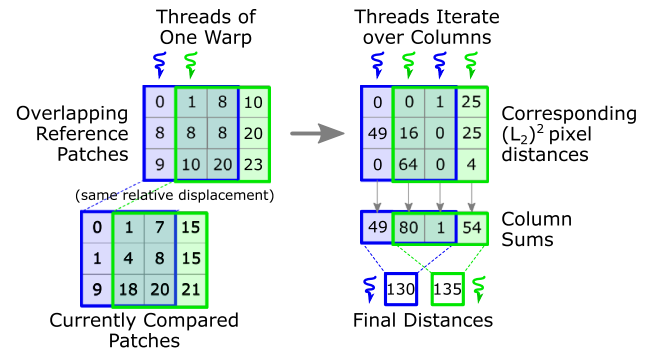 Threads of
One Warp
Threads Iterate
over Columns
Overlapping
Reference
Patches
0 1 8 10
8 8 8 20
9 10 20 23
0 0 1 25
49 16 0 25
0 64 0 4
Corresponding
(L₂)² pixel
distances
(same relative displacement)
0 1 7 15
1 4 8 15
9 18 20 21
Currently Compared
Patches
49 80 1 54
Column
Sums
130 135
Final Distances